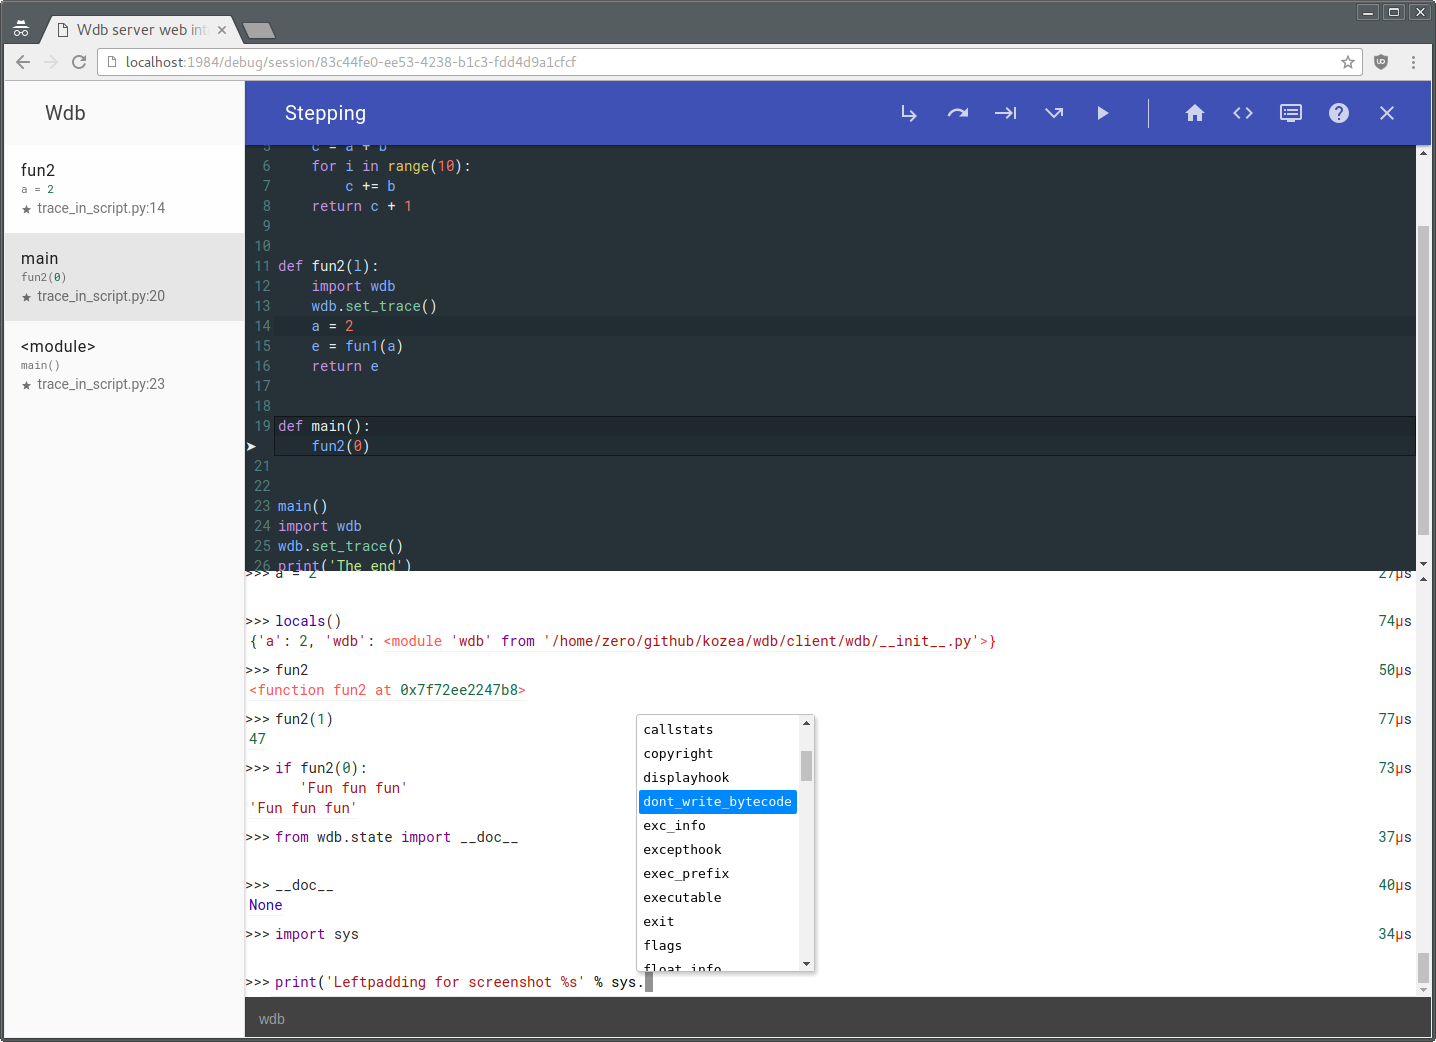 Wdb server web int
localhost:1984/debug/session/83c44fe0-ee53-4238-b1c3-fdd4d9a1cfcf
Wdb
Stepping
fun2
a = 2
★ trace_in_script.py:14
main
fun2(0)
★ trace_in_script.py:20
<module>
main()
★ trace_in_script.py:23
5 c = a + b
6 for i in range(10):
7 c += b
8 return c + 1
9
10
11 def fun2(l):
12 import wdb
13 wdb.set_trace()
14 a = 2
15 e = fun1(a)
16 return e
17
18
19 def main():
fun2(0)
21
22
23 main()
24 import wdb
25 wdb.set_trace()
26 print('The end')
>>> a = 2 27µs
>>> locals() 74µs
{'a': 2, 'wdb': <module 'wdb' from '/home/zero/github/kozea/wdb/client/wdb/__init__.py'>}
>>> fun2 50µs
<function fun2 at 0x7f72ee2247b8>
>>> fun2(1) 77µs
47
>>> if fun2(0): 73µs
'Fun fun fun'
'Fun fun fun'
>>> from wdb.state import __doc__ 37µs
>>> __doc__ 40µs
None
>>> import sys 34µs
>>> print('Leftpadding for screenshot %s' % sys.
callstats
copyright
displayhook
dont_write_bytecode
exc_info
excepthook
exec_prefix
executable
exit
flags
float_info
wdb